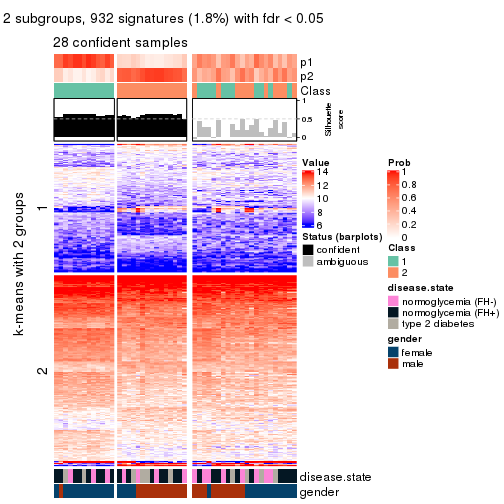 2 subgroups, 932 signatures (1.8%) with fdr < 0.05
28 confident samples
p1
p2
Class
1
0.5
0
Silhouette
score
k-means with 2 groups
1
2
disease.state
gender
Value
14
12
10
8
6
Status (barplots)
confident
ambiguous
Prob
1
0.8
0.6
0.4
0.2
0
Class
1
2
disease.state
normoglycemia (FH-)
normoglycemia (FH+)
type 2 diabetes
gender
female
male